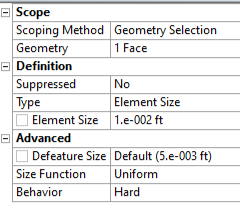 Scope
Scoping Method Geometry Selection
Geometry 1 Face
Definition
Suppressed No
Type Element Size
Element Size 1.e-002 ft
Advanced
Defeature Size Default (5.e-003 ft)
Size Function Uniform
Behavior Hard